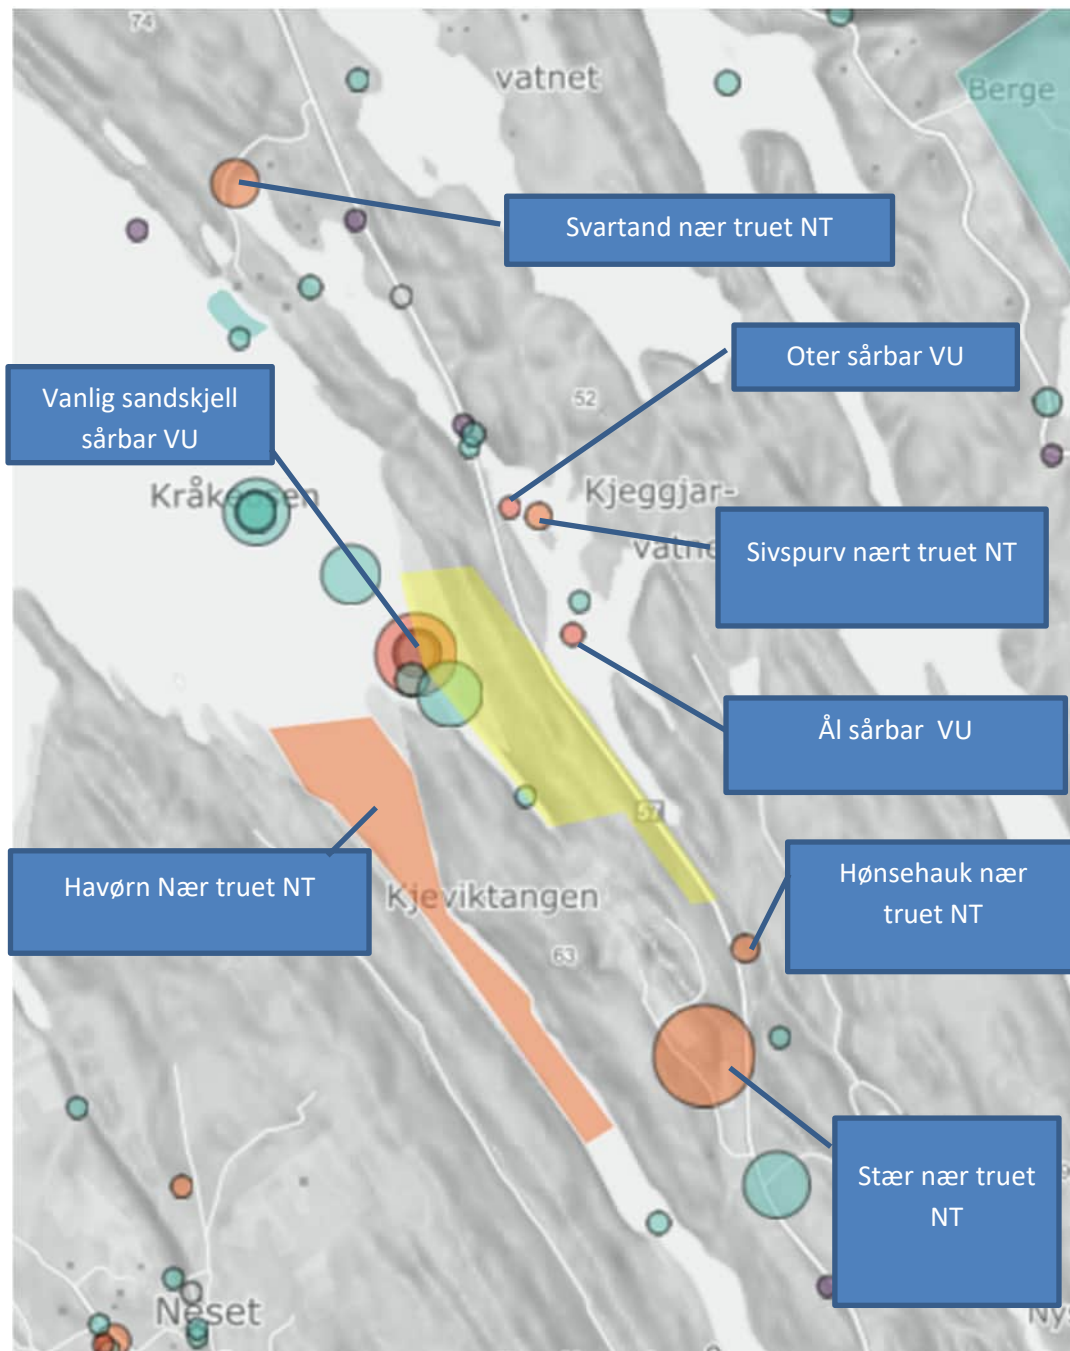 74
vatnet
Berge
Svartand nær truet NT
Oter sårbar VU
Vanlig sandskjell
sårbar VU
52
Kjeggjar-
vatne
Sivspurv nært truet NT
Ål sårbar VU
57
Havørn Nær truet NT
Kjeviktangen
Hønsehauk nær
truet NT
63
Stær nær truet
NT
Neset